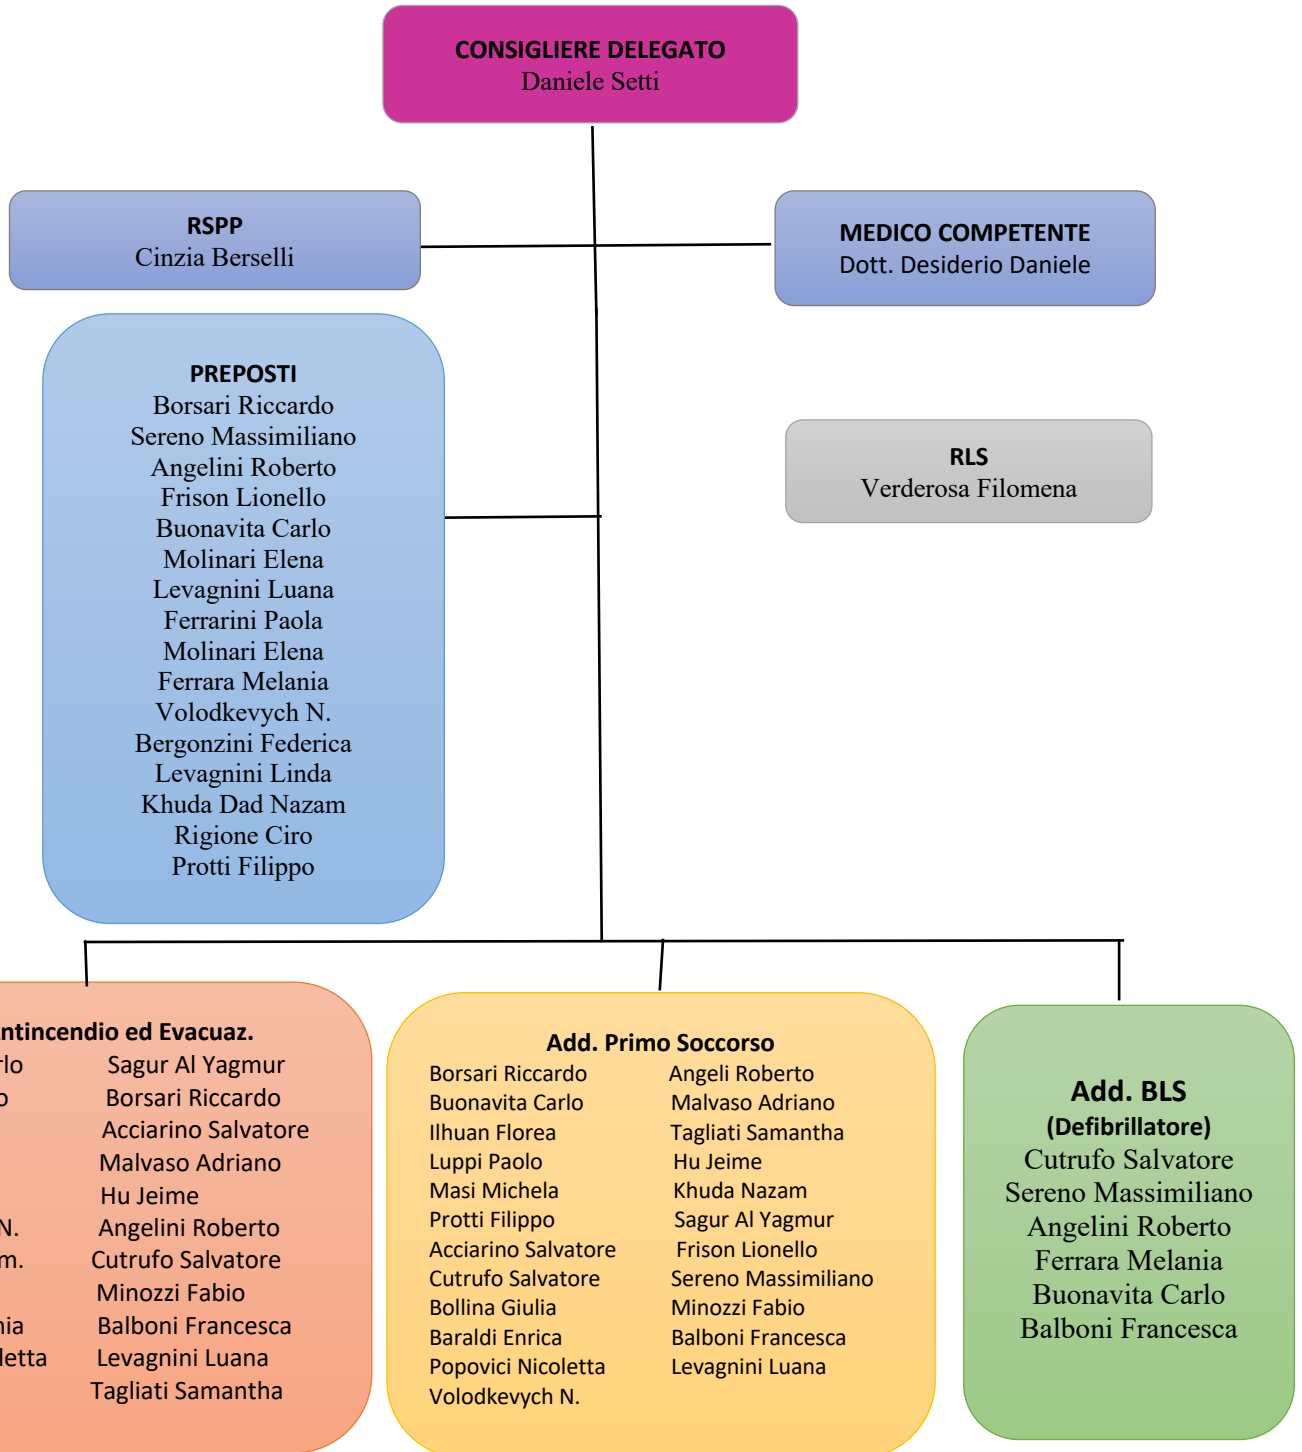 CONSIGLIERE DELEGATO
Daniele Setti
RSPP
Cinzia Berselli
MEDICO COMPETENTE
Dott. Desiderio Daniele
PREPOSTI
Borsari Riccardo
Sereno Massimiliano
Angelini Roberto
Frison Lionello
Buonavita Carlo
Molinari Elena
Levagnini Luana
Ferrarini Paola
Molinari Elena
Ferrara Melania
Volodkevych N.
Bergonzini Federica
Levagnini Linda
Khuda Dad Nazam
Rigione Ciro
Protti Filippo
RLS
Verderosa Filomena
ntincendio ed Evacuaz.
rlo Sagur Al Yagmur
o Borsari Riccardo
Acciarino Salvatore
Malvaso Adriano
Hu Jeime
N. Angelini Roberto
m. Cutrufo Salvatore
Minozzi Fabio
nia Balboni Francesca
letta Levagnini Luana
Tagliati Samantha
Add. Primo Soccorso
Borsari Riccardo Angeli Roberto
Buonavita Carlo Malvaso Adriano
Ilhuan Florea Tagliati Samantha
Luppi Paolo Hu Jeime
Masi Michela Khuda Nazam
Protti Filippo Sagur Al Yagmur
Acciarino Salvatore Frison Lionello
Cutrufo Salvatore Sereno Massimiliano
Bollina Giulia Minozzi Fabio
Baraldi Enrica Balboni Francesca
Popovici Nicoletta Levagnini Luana
Volodkevych N.
Add. BLS
(Defibrillatore)
Cutrufo Salvatore
Sereno Massimiliano
Angelini Roberto
Ferrara Melania
Buonavita Carlo
Balboni Francesca